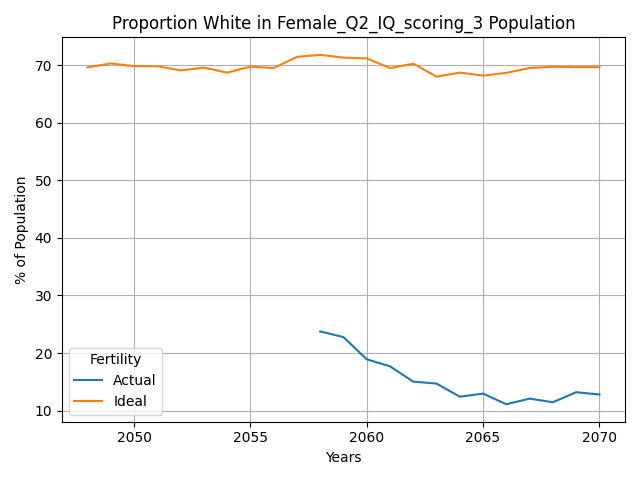 Proportion White in Female_Q2_IQ_scoring_3 Population
% of Population
70
60
50
40
30
20
10
Fertility
Actual
Ideal
2050 2055 2060 2065 2070
Years